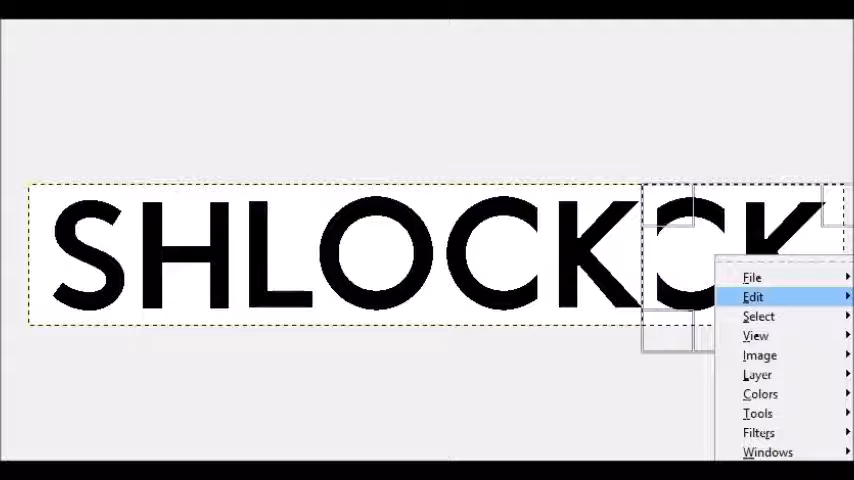 SHLOCKCK
File
Edit
Select
View
Image
Layer
Colors
Tools
Filters
Windows